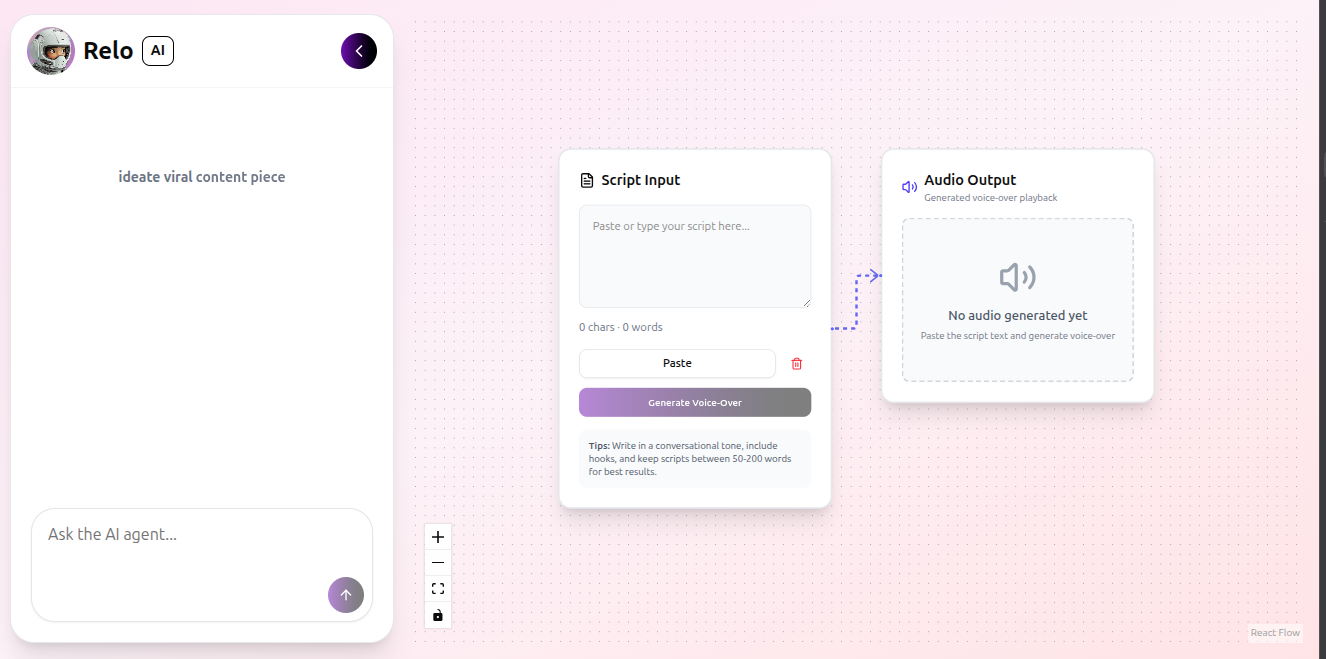 Relo AI
ideate viral content piece
Ask the AI agent...
Script Input
Paste or type your script here...
0 chars · 0 words
Paste
Generate Voice-Over
Tips: Write in a conversational tone, include
hooks, and keep scripts between 50-200 words
for best results.
Audio Output
Generated voice-over playback
No audio generated yet
Paste the script text and generate voice-over
React Flow